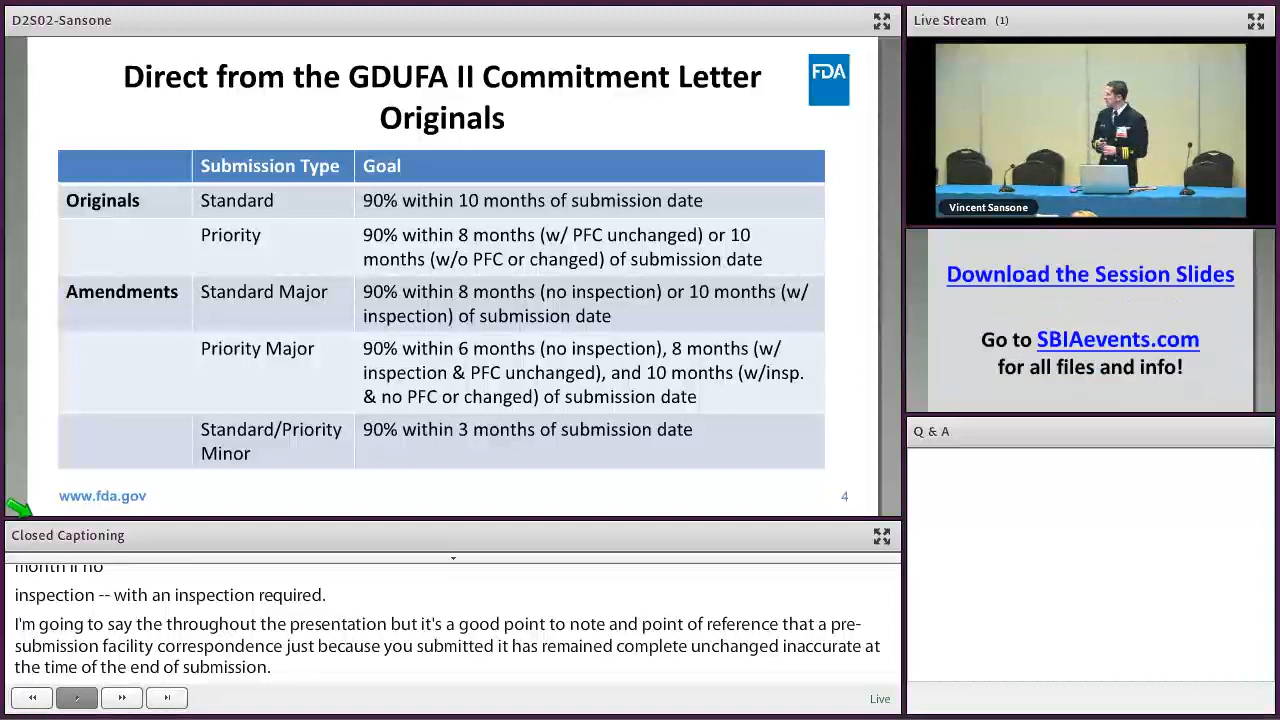 D2S02-Sansone
Direct from the GDUFA II Commitment Letter
Originals
FDA
Submission Type Goal
Originals Standard 90% within 10 months of submission date
Priority 90% within 8 months (w/ PFC unchanged) or 10
months (w/o PFC or changed) of submission date
Amendments Standard Major 90% within 8 months (no inspection) or 10 months (w/
inspection) of submission date
Priority Major 90% within 6 months (no inspection), 8 months (w/
inspection & PFC unchanged), and 10 months (w/insp.
& no PFC or changed) of submission date
Standard/Priority 90% within 3 months of submission date
Minor
www.fda.gov 4
Closed Captioning
month if no
inspection -- with an inspection required.
I'm going to say the throughout the presentation but it's a good point to note and point of reference that a pre-
submission facility correspondence just because you submitted it has remained complete unchanged inaccurate at
the time of the end of submission.
Live
Live Stream (1)
Vincent Sansone
Download the Session Slides
Go to SBIAevents.com
for all files and info!
Q & A